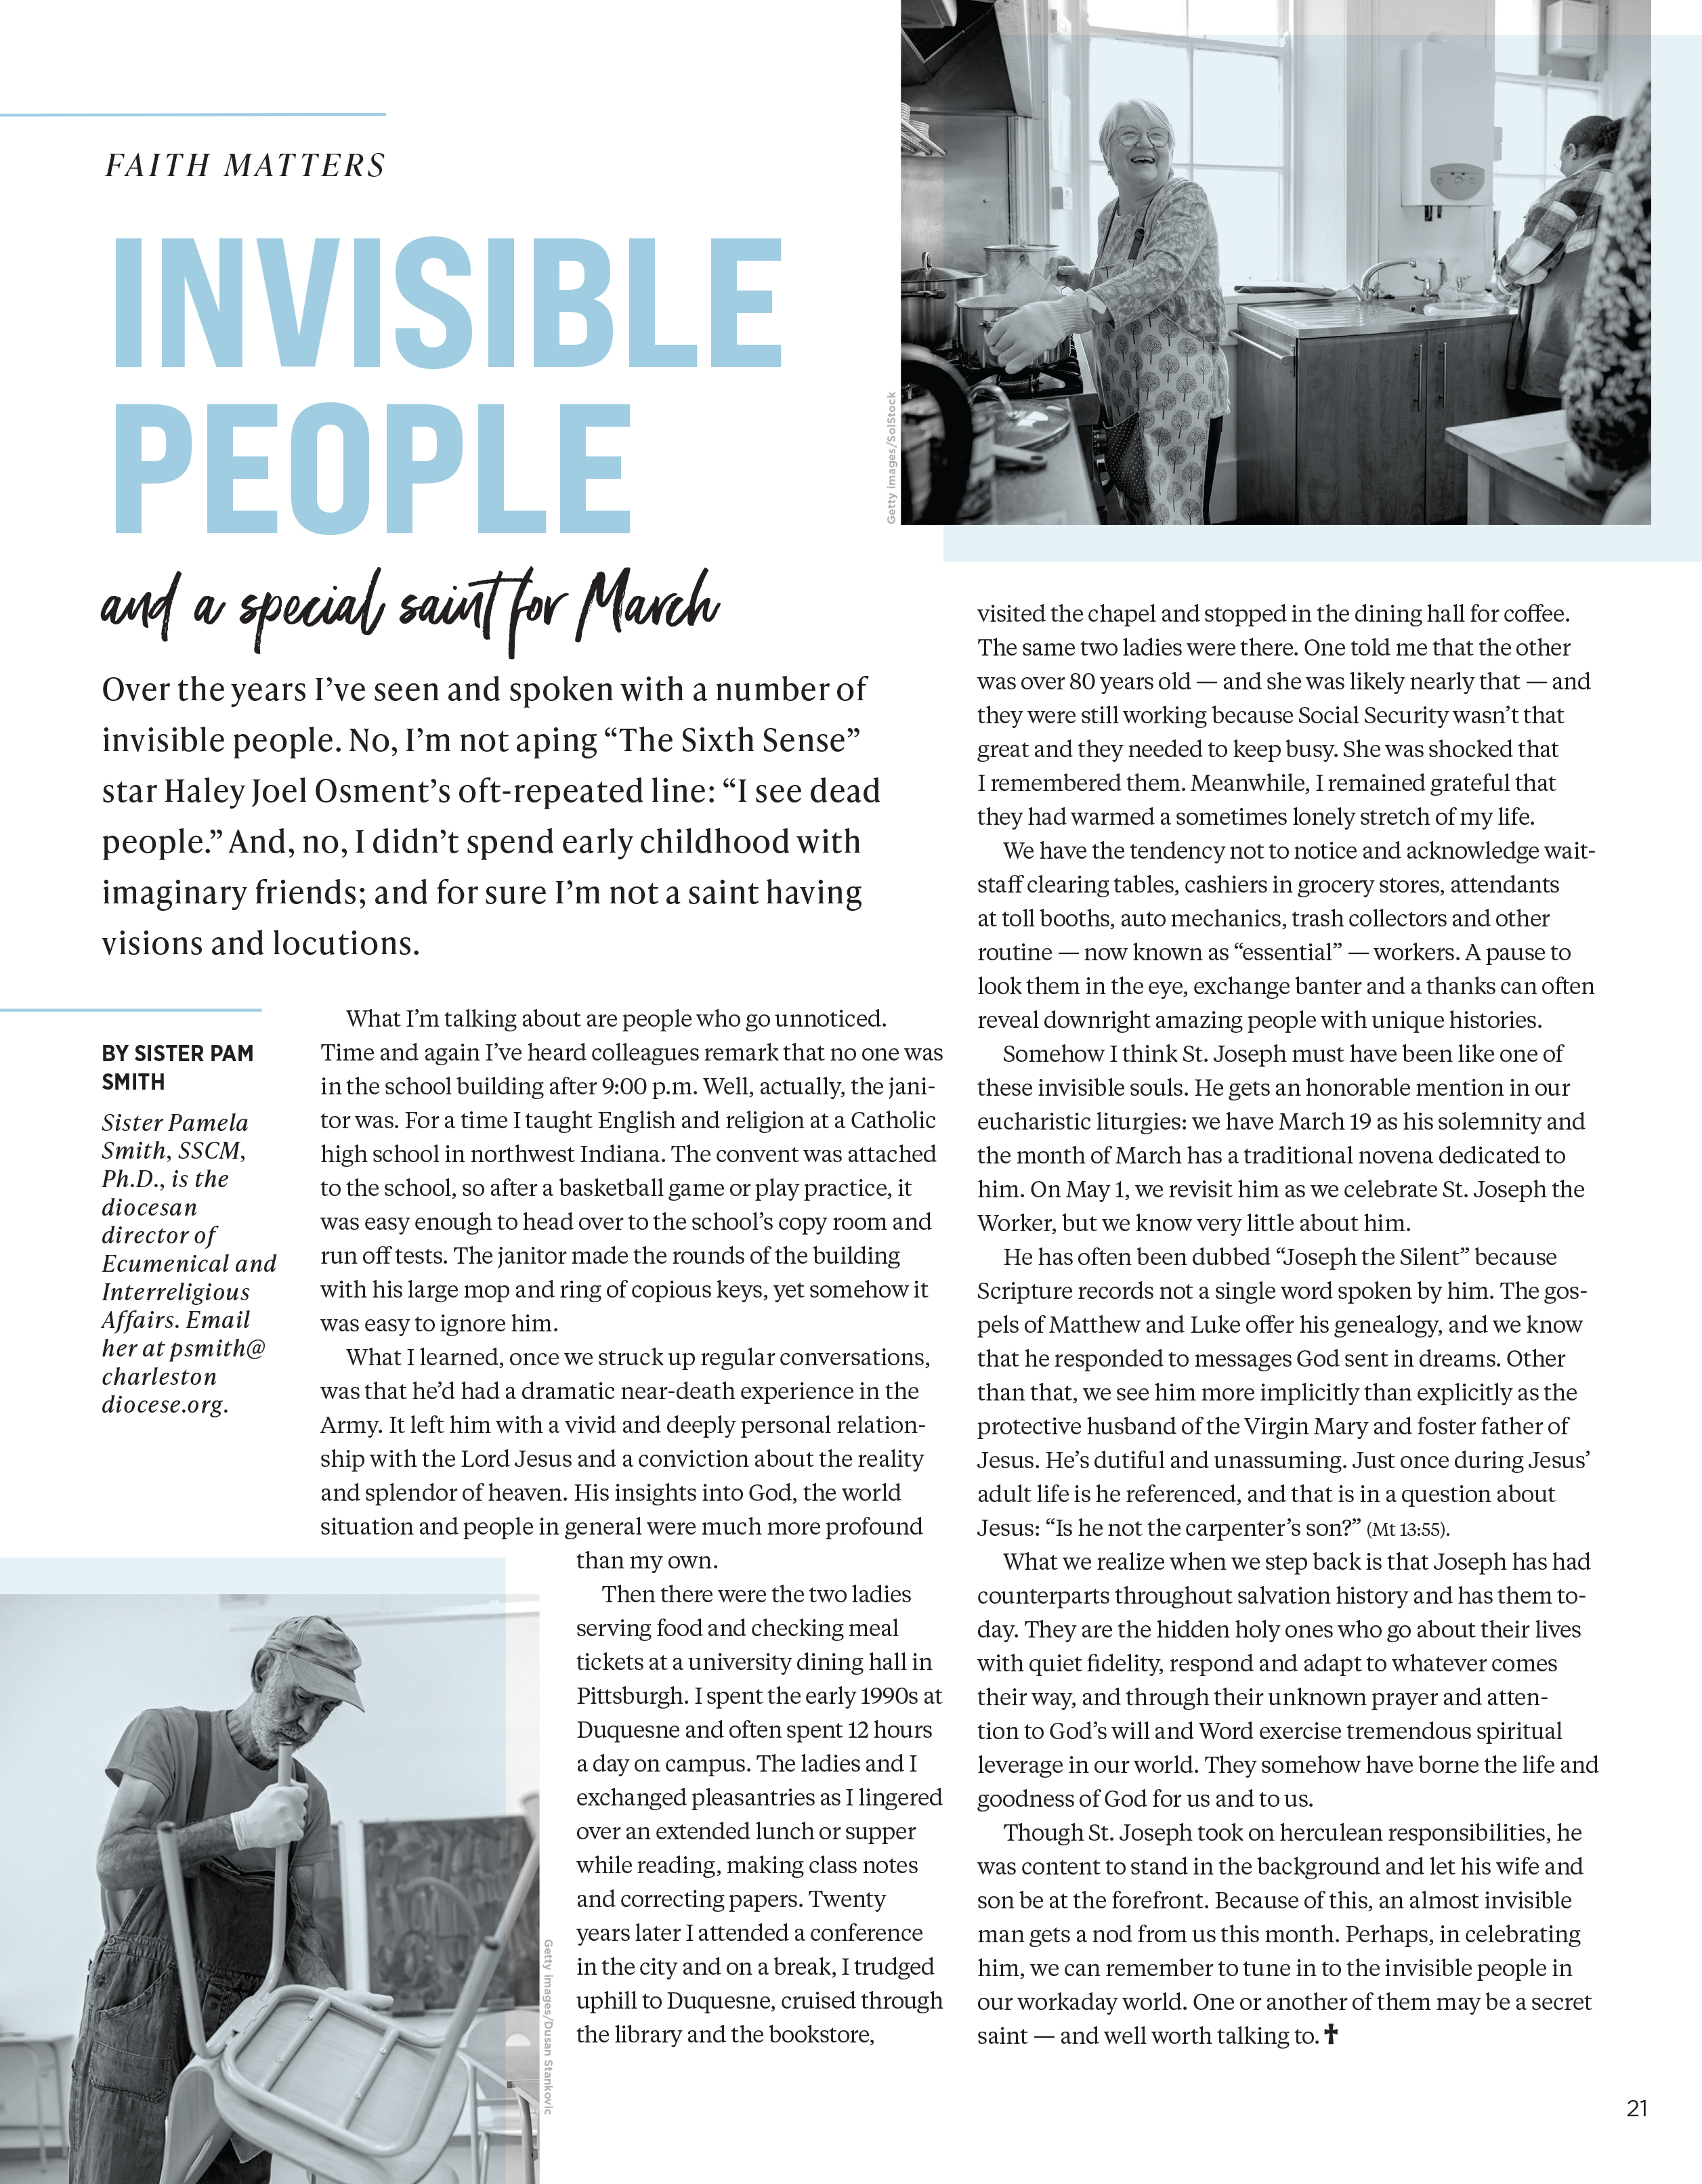 FAITH MATTERS
INVISIBLE
PEOPLE
and a special saint for March
Over the years I’ve seen and spoken with a number of
invisible people. No, I’m not aping “The Sixth Sense”
star Haley Joel Osment’s oft-repeated line: “I see dead
people.” And, no, I didn’t spend early childhood with
imaginary friends; and for sure I’m not a saint having
visions and locutions.
BY SISTER PAM
SMITH
Sister Pamela
Smith, SSCM,
Ph.D., is the
diocesan
director of
Ecumenical and
Interreligious
Affairs. Email
her at psmith@
charleston
diocese.org.
What I’m talking about are people who go unnoticed.
Time and again I’ve heard colleagues remark that no one was
in the school building after 9:00 p.m. Well, actually, the jani-
tor was. For a time I taught English and religion at a Catholic
high school in northwest Indiana. The convent was attached
to the school, so after a basketball game or play practice, it
was easy enough to head over to the school’s copy room and
run off tests. The janitor made the rounds of the building
with his large mop and ring of copious keys, yet somehow it
was easy to ignore him.
What I learned, once we struck up regular conversations,
was that he’d had a dramatic near-death experience in the
Army. It left him with a vivid and deeply personal relation-
ship with the Lord Jesus and a conviction about the reality
and splendor of heaven. His insights into God, the world
situation and people in general were much more profound
than my own.
Then there were the two ladies
serving food and checking meal
tickets at a university dining hall in
Pittsburgh. I spent the early 1990s at
Duquesne and often spent 12 hours
a day on campus. The ladies and I
exchanged pleasantries as I lingered
over an extended lunch or supper
while reading, making class notes
and correcting papers. Twenty
years later I attended a conference
in the city and on a break, I trudged
uphill to Duquesne, cruised through
the library and the bookstore,
Getty images/Dusan Stankovic
Getty images/SolStock
visited the chapel and stopped in the dining hall for coffee.
The same two ladies were there. One told me that the other
was over 80 years old — and she was likely nearly that — and
they were still working because Social Security wasn’t that
great and they needed to keep busy. She was shocked that
I remembered them. Meanwhile, I remained grateful that
they had warmed a sometimes lonely stretch of my life.
We have the tendency not to notice and acknowledge wait-
staff clearing tables, cashiers in grocery stores, attendants
at toll booths, auto mechanics, trash collectors and other
routine — now known as “essential” — workers. A pause to
look them in the eye, exchange banter and a thanks can often
reveal downright amazing people with unique histories.
Somehow I think St. Joseph must have been like one of
these invisible souls. He gets an honorable mention in our
eucharistic liturgies: we have March 19 as his solemnity and
the month of March has a traditional novena dedicated to
him. On May 1, we revisit him as we celebrate St. Joseph the
Worker, but we know very little about him.
He has often been dubbed “Joseph the Silent” because
Scripture records not a single word spoken by him. The gos-
pels of Matthew and Luke offer his genealogy, and we know
that he responded to messages God sent in dreams. Other
than that, we see him more implicitly than explicitly as the
protective husband of the Virgin Mary and foster father of
Jesus. He’s dutiful and unassuming. Just once during Jesus’
adult life is he referenced, and that is in a question about
Jesus: “Is he not the carpenter’s son?” (Mt 13:55).
What we realize when we step back is that Joseph has had
counterparts throughout salvation history and has them to-
day. They are the hidden holy ones who go about their lives
with quiet fidelity, respond and adapt to whatever comes
their way, and through their unknown prayer and atten-
tion to God’s will and Word exercise tremendous spiritual
leverage in our world. They somehow have borne the life and
goodness of God for us and to us.
Though St. Joseph took on herculean responsibilities, he
was content to stand in the background and let his wife and
son be at the forefront. Because of this, an almost invisible
man gets a nod from us this month. Perhaps, in celebrating
him, we can remember to tune in to the invisible people in
our workaday world. One or another of them may be a secret
saint — and well worth talking to. ✝
21